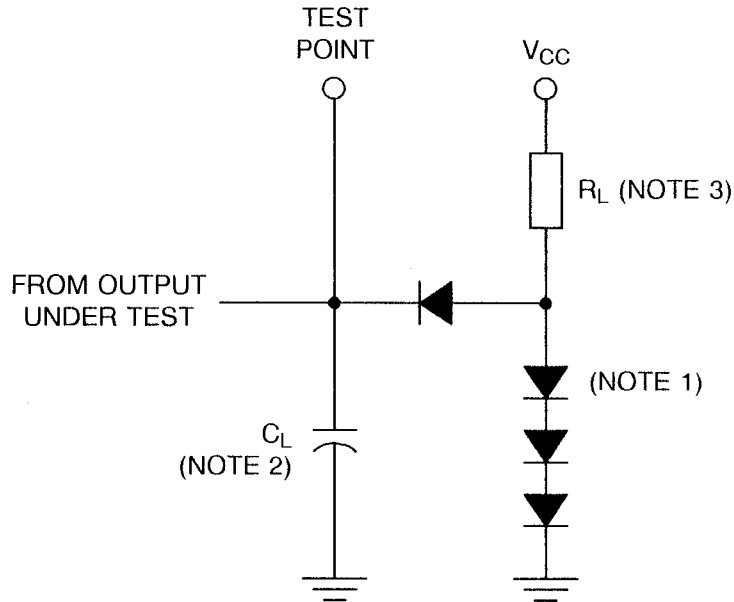 TEST
POINT
VCC
RL (NOTE 3)
FROM OUTPUT
UNDER TEST
(NOTE 1)
CL
(NOTE 2)